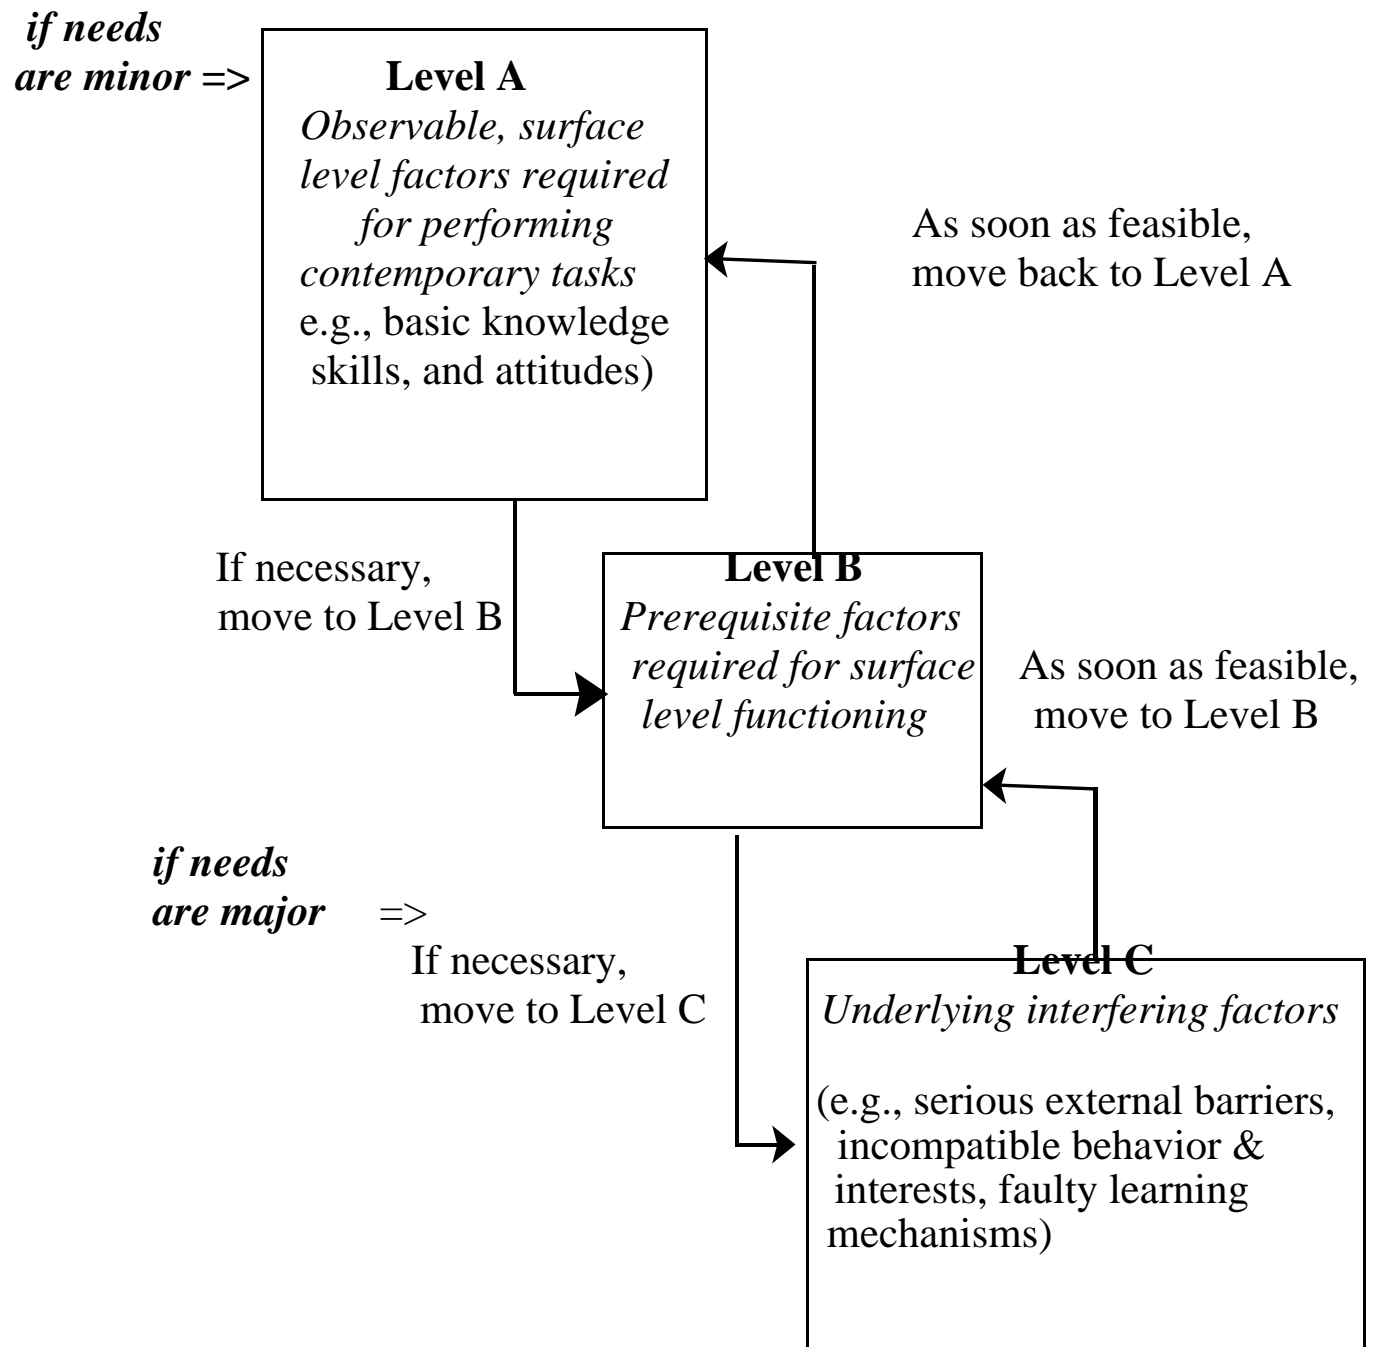 if needs
are minor =>
Level A
Observable, surface
level factors required
for performing
contemporary tasks
e.g., basic knowledge
skills, and attitudes)
As soon as feasible,
move back to Level A
If necessary,
move to Level B
Level B
Prerequisite factors
required for surface
level functioning
As soon as feasible,
move to Level B
if needs
are major =>
If necessary,
move to Level C
Level C
Underlying interfering factors
(e.g., serious external barriers,
incompatible behavior &
interests, faulty learning
mechanisms)